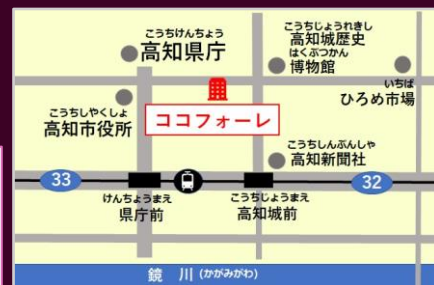 こうちけんちょう
高知県庁
こうちじょうれきし
高知城歴史
はくぶつかん
博物館
いちば
ひろめ市場
こうちしやくしょ
高知市役所
ココフォーレ
こうちしんぶんしゃ
高知新聞社
33
32
けんちょうまえ
県庁前
こうちじょうまえ
高知城前
鏡 川 (かがみがわ)